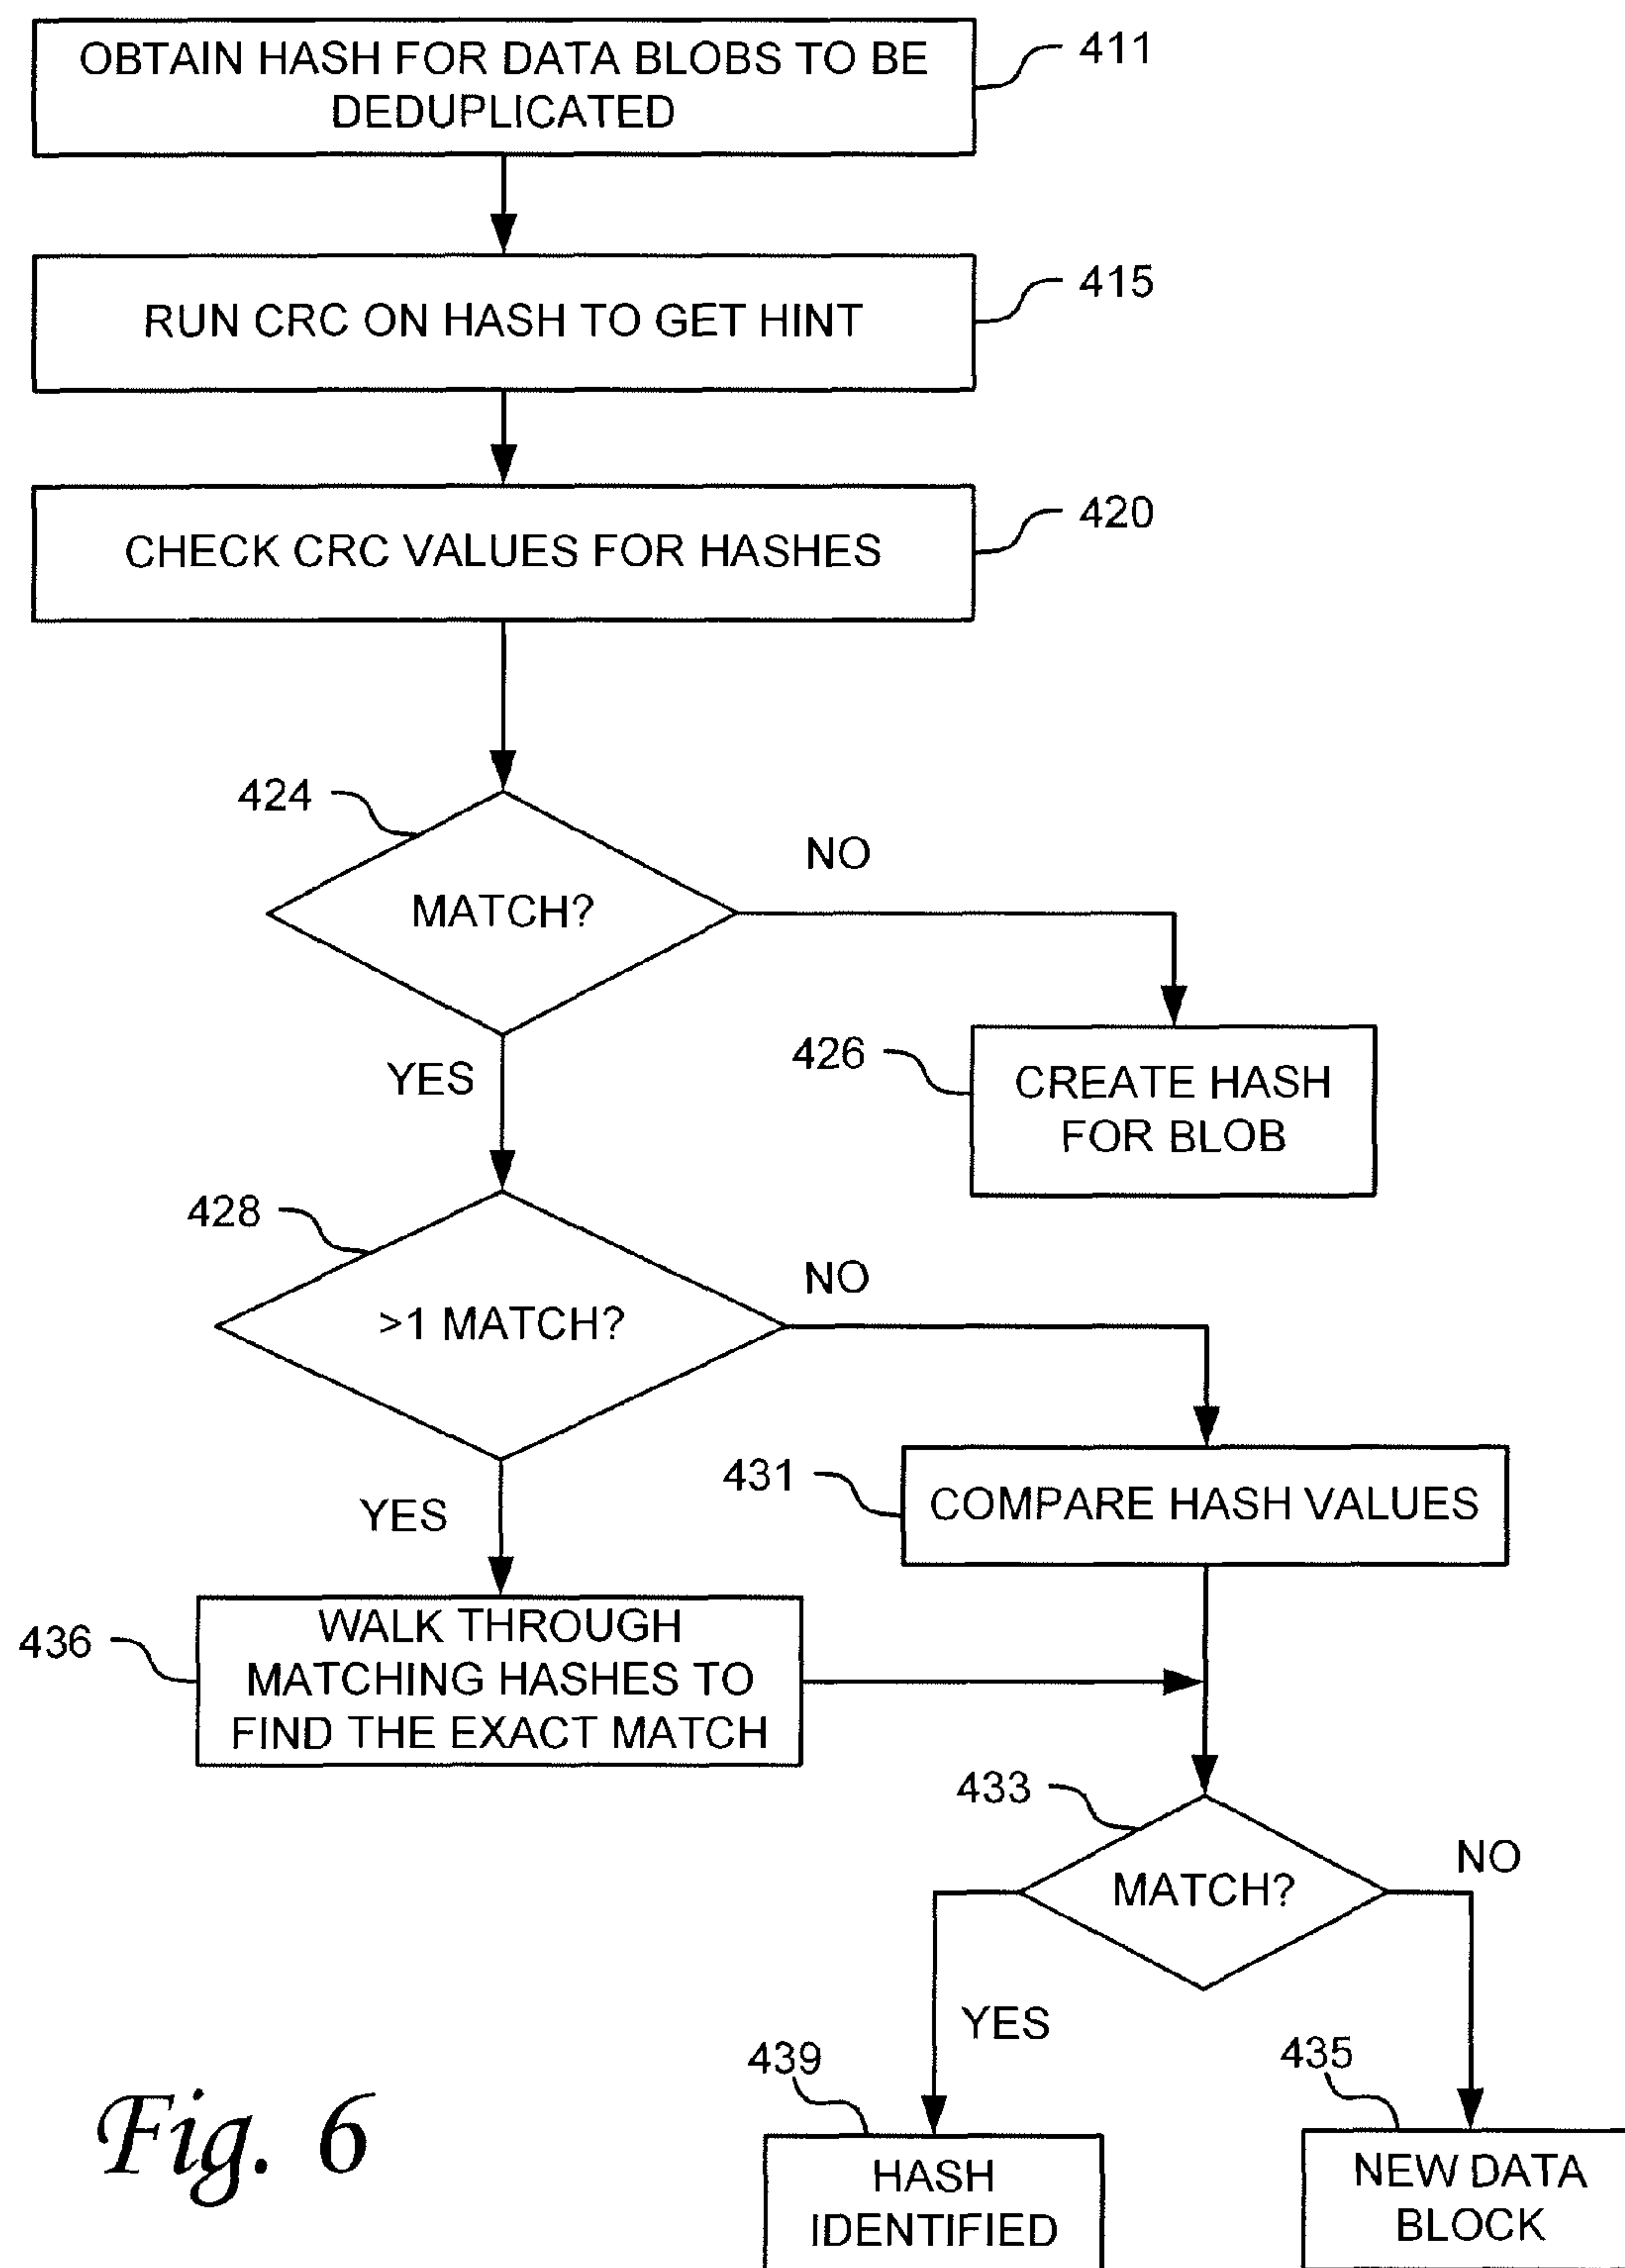 OBTAIN HASH FOR DATA BLOBS TO BE
DEDUPLICATED
411
RUN CRC ON HASH TO GET HINT
415
CHECK CRC VALUES FOR HASHES
420
424
MATCH?
NO
YES
426
CREATE HASH
FOR BLOB
428
>1 MATCH?
NO
YES
431
COMPARE HASH VALUES
436
WALK THROUGH
MATCHING HASHES TO
FIND THE EXACT MATCH
433
MATCH?
NO
YES
439
HASH
IDENTIFIED
435
NEW DATA
BLOCK
Fig. 6